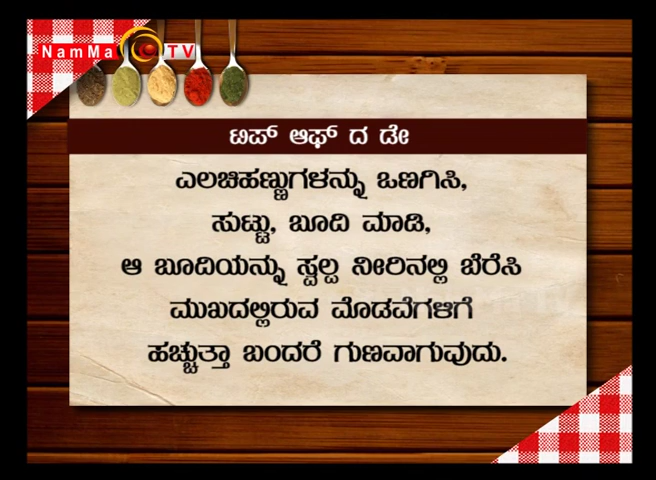 NamMa TV
ಟಿಪ್ ಆಫ್ ದ ಡೇ
ಎಲಚಿಹಣ್ಣುಗಳನ್ನು ಒಣಗಿಸಿ,
ಸುಟ್ಟು, ಬೂದಿ ಮಾಡಿ,
ಆ ಬೂದಿಯನ್ನು ಸ್ವಲ್ಪ ನೀರಿನಲ್ಲಿ ಬೆರೆಸಿ
ಮುಖದಲ್ಲಿರುವ ಮೊಡವೆಗಳಿಗೆ
ಹಚ್ಚುತ್ತಾ ಬಂದರೆ ಗುಣವಾಗುವುದು.